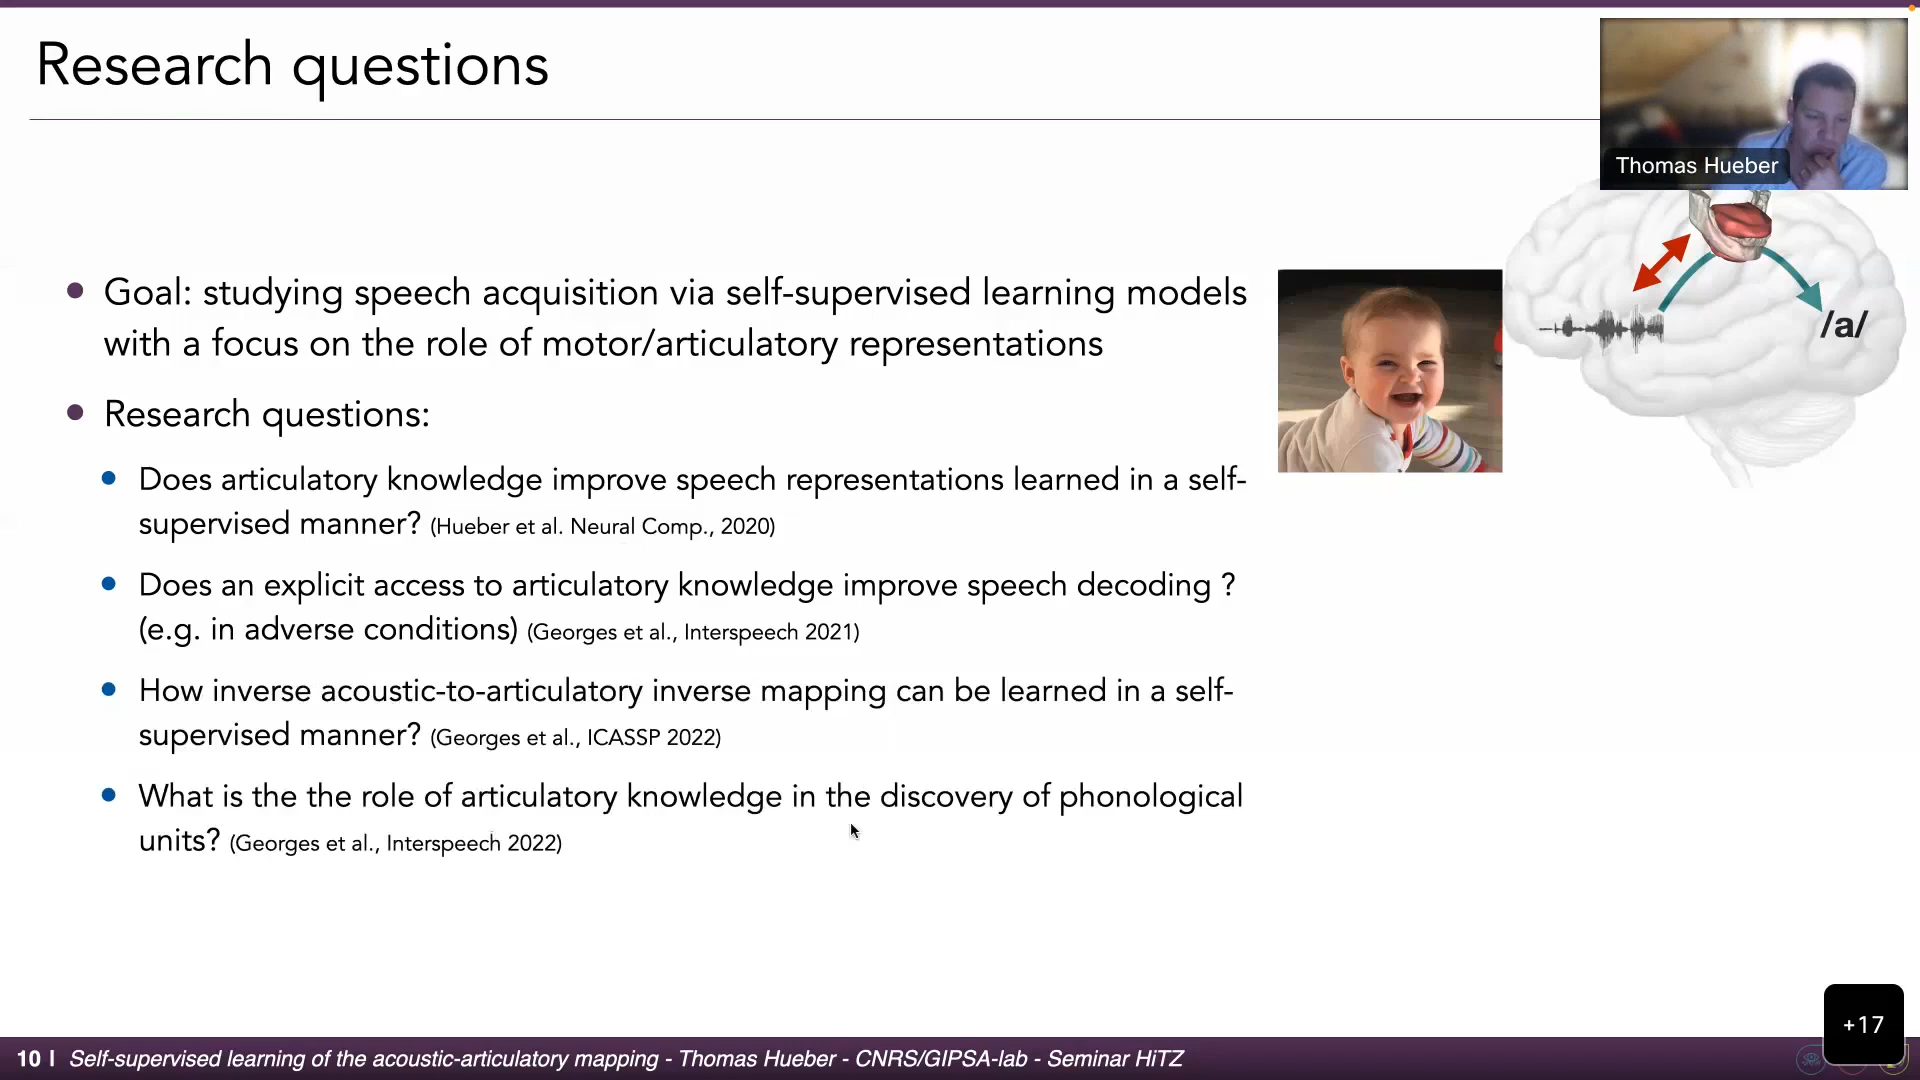 Research questions
Thomas Hueber
/a/
Goal: studying speech acquisition via self-supervised learning models
with a focus on the role of motor/articulatory representations
Research questions:
Does articulatory knowledge improve speech representations learned in a self-
supervised manner? (Hueber et al. Neural Comp., 2020)
Does an explicit access to articulatory knowledge improve speech decoding ?
(e.g. in adverse conditions) (Georges et al., Interspeech 2021)
How inverse acoustic-to-articulatory inverse mapping can be learned in a self-
supervised manner? (Georges et al., ICASSP 2022)
What is the the role of articulatory knowledge in the discovery of phonological
units? (Georges et al., Interspeech 2022)
+17
10 | Self-supervised learning of the acoustic-articulatory mapping - Thomas Hueber - CNRS/GIPSA-lab - Seminar HiTZ